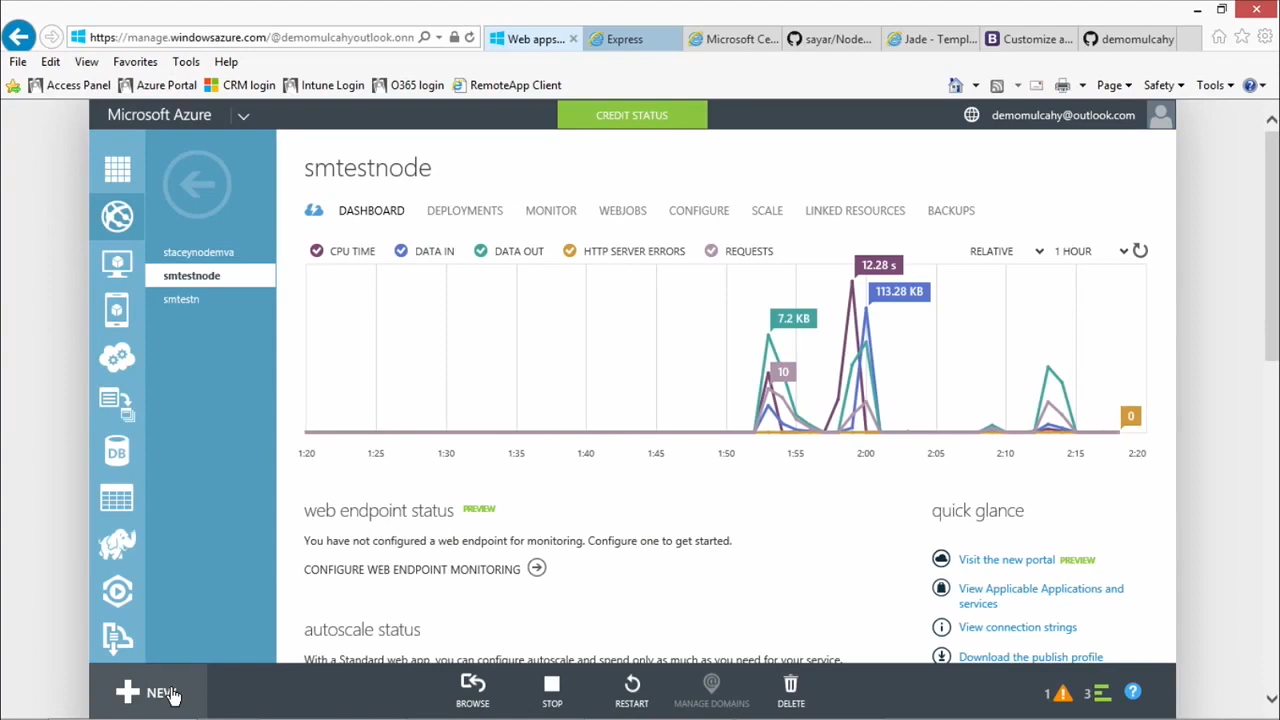 https://manage.windowsazure.com/@demomulcahyoutlook.onn
Web apps...
Express
Microsoft Ce...
sayar/Node...
Jade - Templ...
Customize a...
demomulcahy
File Edit View Favorites Tools Help
Access Panel Azure Portal CRM login Intune Login O365 login RemoteApp Client
Page Safety Tools
Microsoft Azure
CREDIT STATUS
demomulcahy@outlook.com
smtestnode
DASHBOARD DEPLOYMENTS MONITOR WEBJOBS CONFIGURE SCALE LINKED RESOURCES BACKUPS
staceynodemva
smtestnode
smtestn
CPU TIME DATA IN DATA OUT HTTP SERVER ERRORS REQUESTS
RELATIVE 1 HOUR
12.28 s
113.28 KB
7.2 KB
10
0
1:20 1:25 1:30 1:35 1:40 1:45 1:50 1:55 2:00 2:05 2:10 2:15 2:20
web endpoint status PREVIEW
You have not configured a web endpoint for monitoring. Configure one to get started.
CONFIGURE WEB ENDPOINT MONITORING
autoscale status
With a Standard web app, you can configure autoscale and spend only as much as you need for your service.
quick glance
Visit the new portal PREVIEW
View Applicable Applications and
services
View connection strings
Download the publish profile
DB
NEW
BROWSE
STOP
RESTART
MANAGE DOMAINS
DELETE
1
3